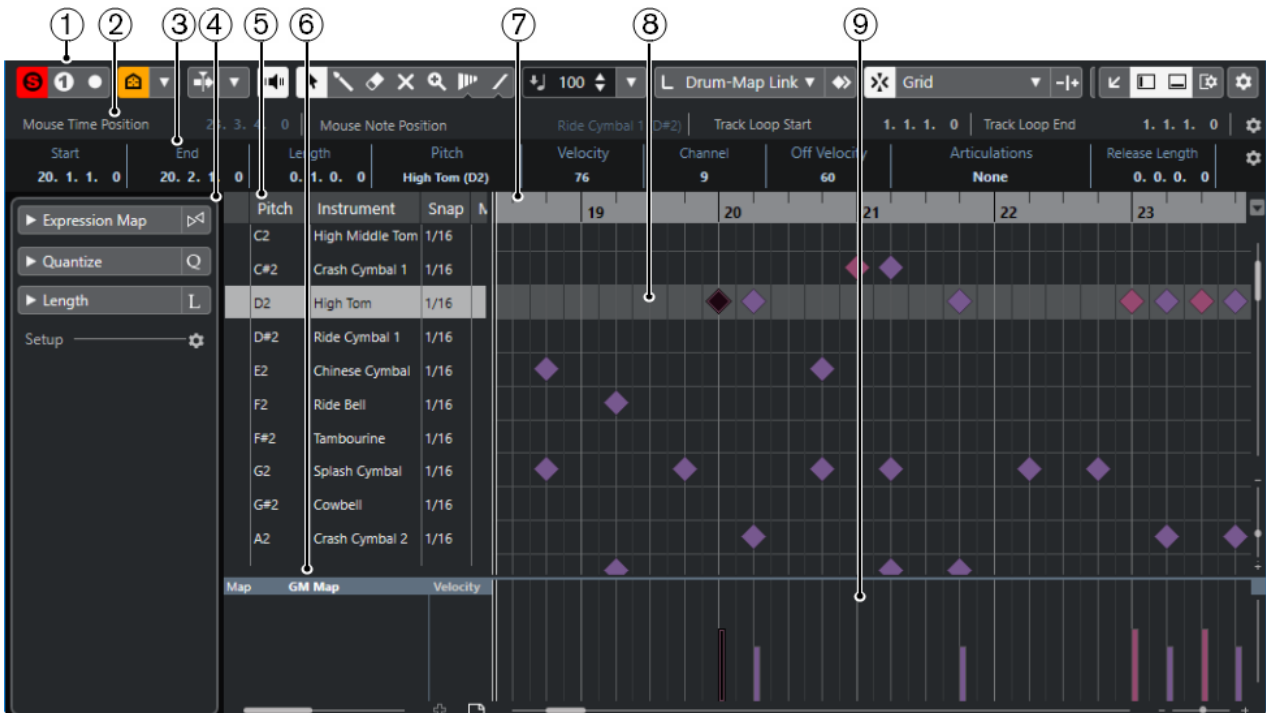 ① ② ③ ④ ⑤ ⑥ ⑦ ⑧ ⑨
S 1 100 L Drum-Map Link Grid
Mouse Time Position 23. 3. 4. 0 Mouse Note Position Ride Cymbal 1 (D#2) Track Loop Start 1. 1. 1. 0 Track Loop End 1. 1. 1. 0
Start End Length Pitch Velocity Channel Off Velocity Articulations Release Length
20. 1. 1. 0 20. 2. 1. 0 0. 1. 0. 0 High Tom (D2) 76 9 60 None 0. 0. 0. 0
Expression Map
Quantize Q
Length L
Setup
Pitch Instrument Snap M
19 20 21 22 23
C2 High Middle Tom 1/16
C#2 Crash Cymbal 1 1/16
D2 High Tom 1/16
D#2 Ride Cymbal 1 1/16
E2 Chinese Cymbal 1/16
F2 Ride Bell 1/16
F#2 Tambourine 1/16
G2 Splash Cymbal 1/16
G#2 Cowbell 1/16
A2 Crash Cymbal 2 1/16
Map GM Map Velocity